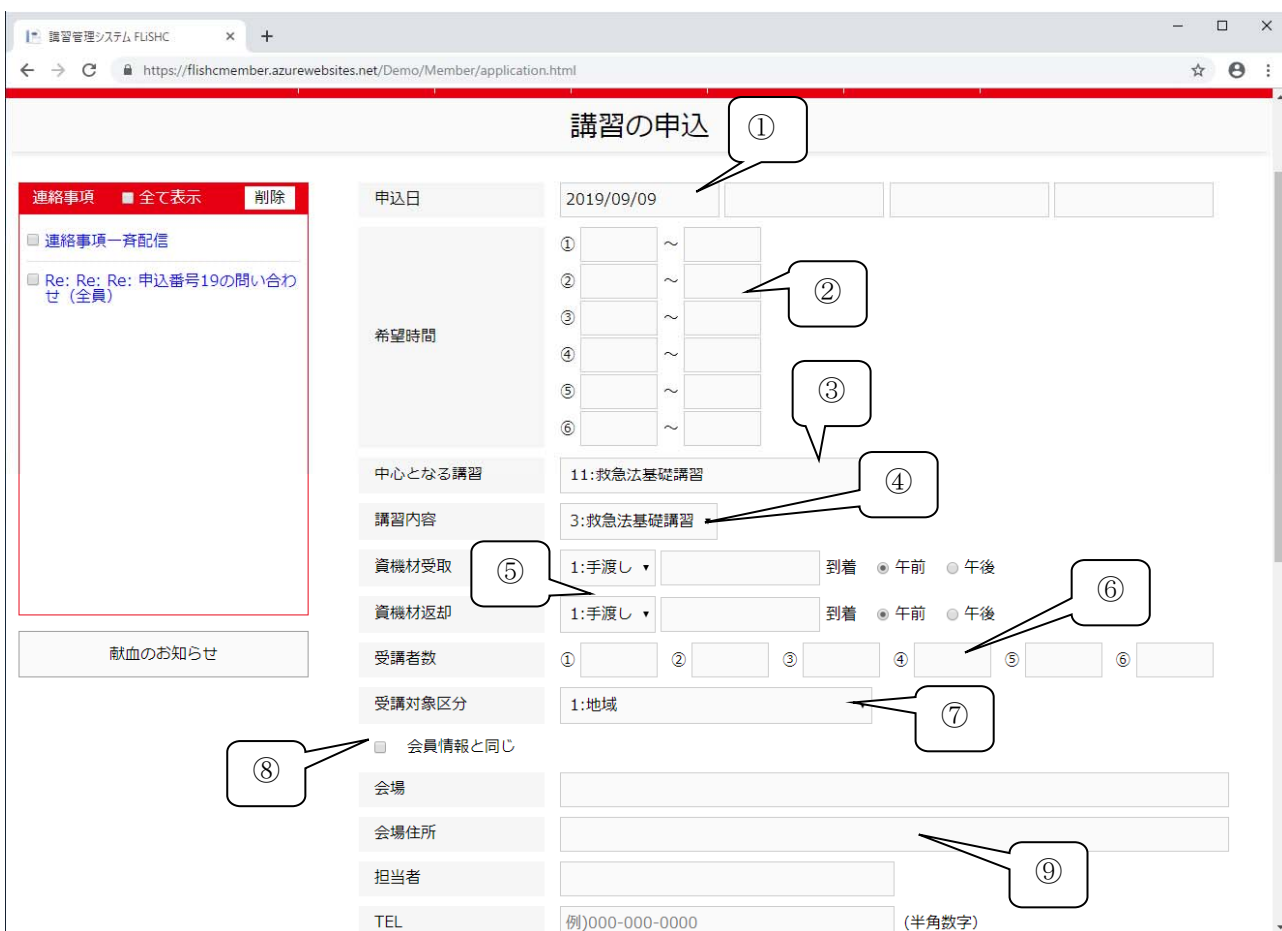 講習管理システム FLiSHC
https://flishcmember.azurewebsites.net/Demo/Member/application.html
講習の申込
①
連絡事項 全て表示 削除
連絡事項一斉配信
Re: Re: Re: 申込番号19の問い合わ
せ（全員）
献血のお知らせ
申込日 2019/09/09
希望時間
① ～
② ～
③ ～
④ ～
⑤ ～
⑥ ～
②
③
中心となる講習 11:救急法基礎講習
④
講習内容 3:救急法基礎講習
⑤
資機材受取 1:手渡し 到着 午前 午後
資機材返却 1:手渡し 到着 午前 午後
⑥
受講者数 ① ② ③ ④ ⑤ ⑥
受講対象区分 1:地域
⑦
⑧
会員情報と同じ
会場
会場住所
⑨
担当者
TEL 例)000-000-0000 (半角数字)